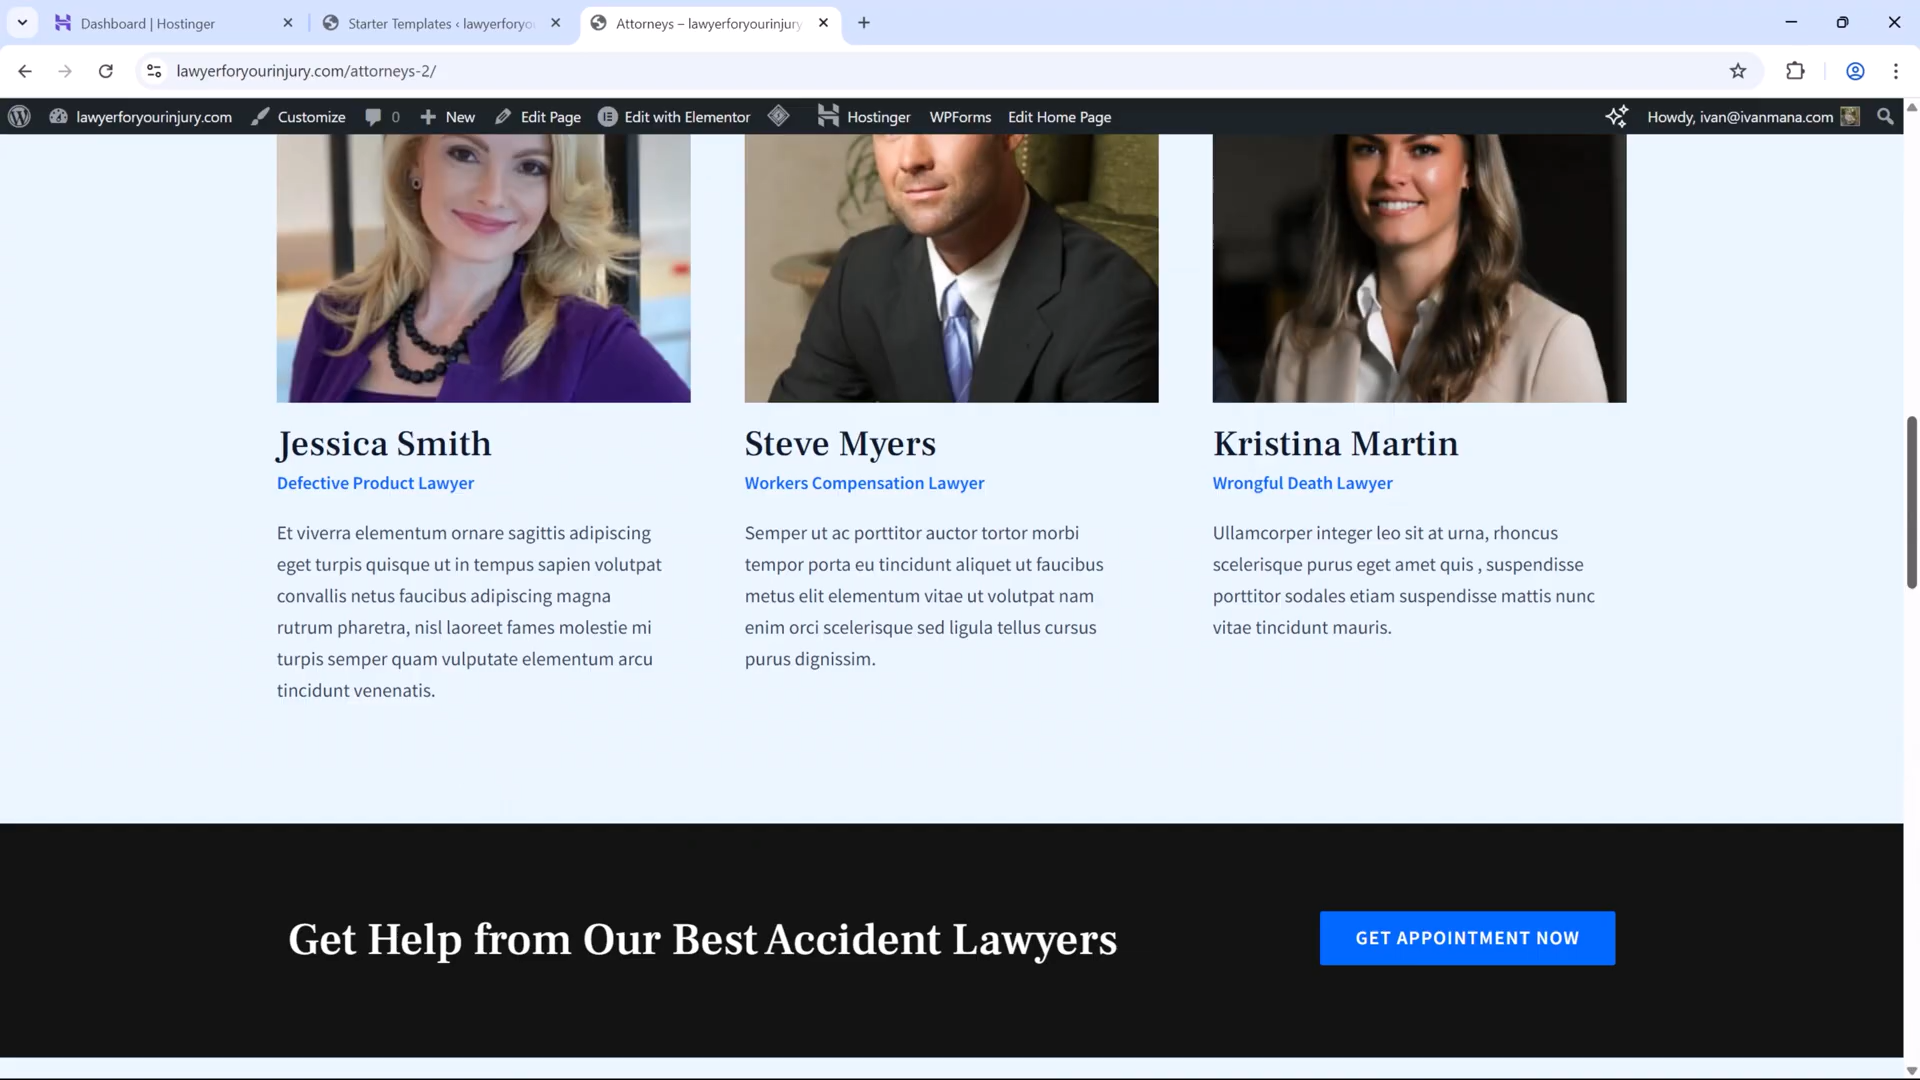 Dashboard | Hostinger
Starter Templates ‹ lawyerforyou
Attorneys – lawyerforyourinjury
lawyerforyourinjury.com/attorneys-2/
lawyerforyourinjury.com
Customize
0
New
Edit Page
Edit with Elementor
Hostinger
WPForms
Edit Home Page
Howdy, ivan@ivanmana.com
Jessica Smith
Defective Product Lawyer
Et viverra elementum ornare sagittis adipiscing
eget turpis quisque ut in tempus sapien volutpat
convallis netus faucibus adipiscing magna
rutrum pharetra, nisl laoreet fames molestie mi
turpis semper quam vulputate elementum arcu
tincidunt venenatis.
Steve Myers
Workers Compensation Lawyer
Semper ut ac porttitor auctor tortor morbi
tempor porta eu tincidunt aliquet ut faucibus
metus elit elementum vitae ut volutpat nam
enim orci scelerisque sed ligula tellus cursus
purus dignissim.
Kristina Martin
Wrongful Death Lawyer
Ullamcorper integer leo sit at urna, rhoncus
scelerisque purus eget amet quis , suspendisse
porttitor sodales etiam suspendisse mattis nunc
vitae tincidunt mauris.
Get Help from Our Best Accident Lawyers
GET APPOINTMENT NOW